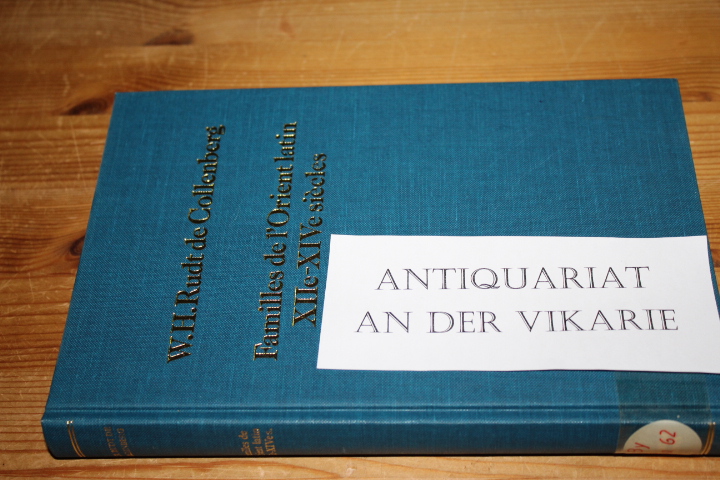 W.H.Rudt de Collenberg
Familles de l'Orient latin
XIIe-XIVe siècles
ANTIQUARIAT
AN DER VIKARIE
62